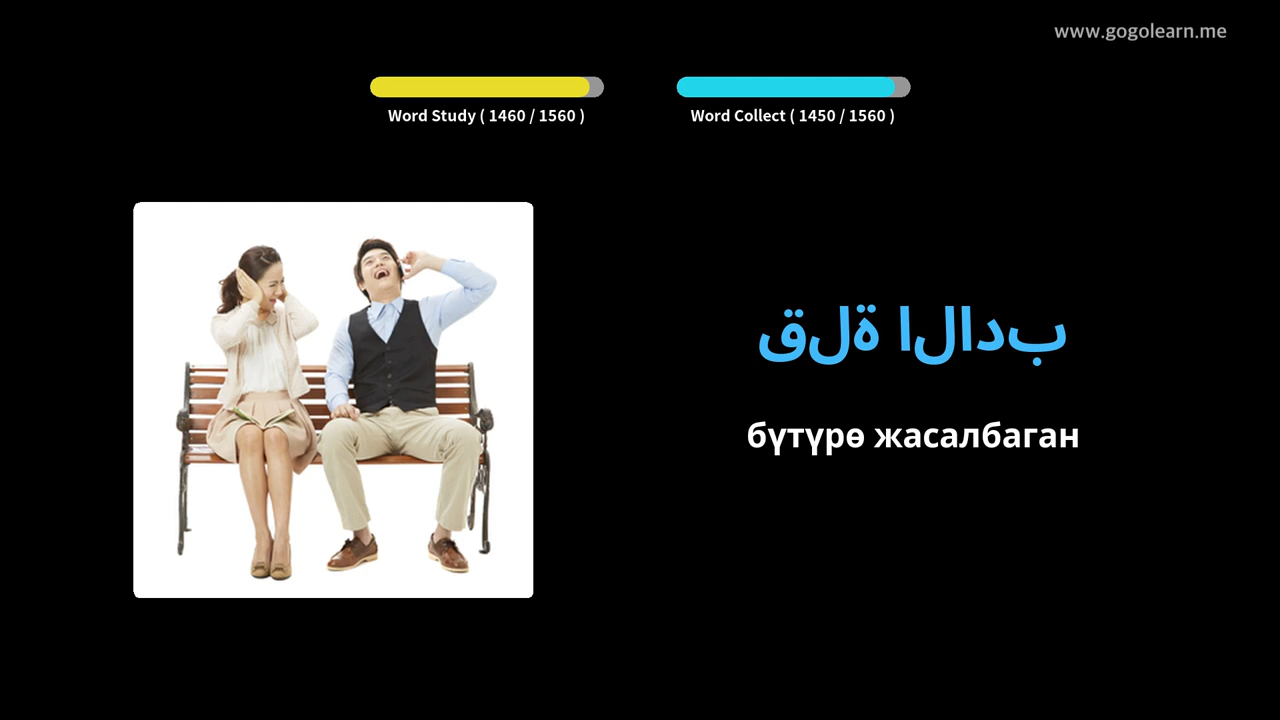 www.gogolearn.me
Word Study ( 1460 / 1560 )
Word Collect ( 1450 / 1560 )
قلة الادب
бүтүрө жасалбаган